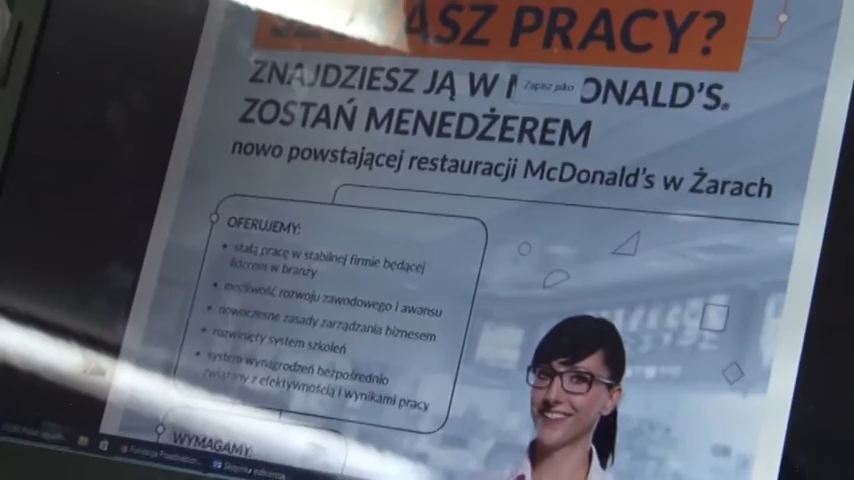 PRACY?
ZNAJDZIESZ JĄ W
ZOSTAŃ MENEDŻEREM
nowo powstającej restauracji McDonald's w Żarach
Zapisz jako
OFERUJEMY:
• stałą pracę w stabilnej firmie będącej
liderem w branży
• możliwość rozwoju zawodowego i awansu
• nowoczesne zasady zarządzania biznesem
• rozwinięty system szkoleń
• system wynagrodzeń bezpośrednio
związany z efektywnością i wynikami pracy
WYMAGAMY: